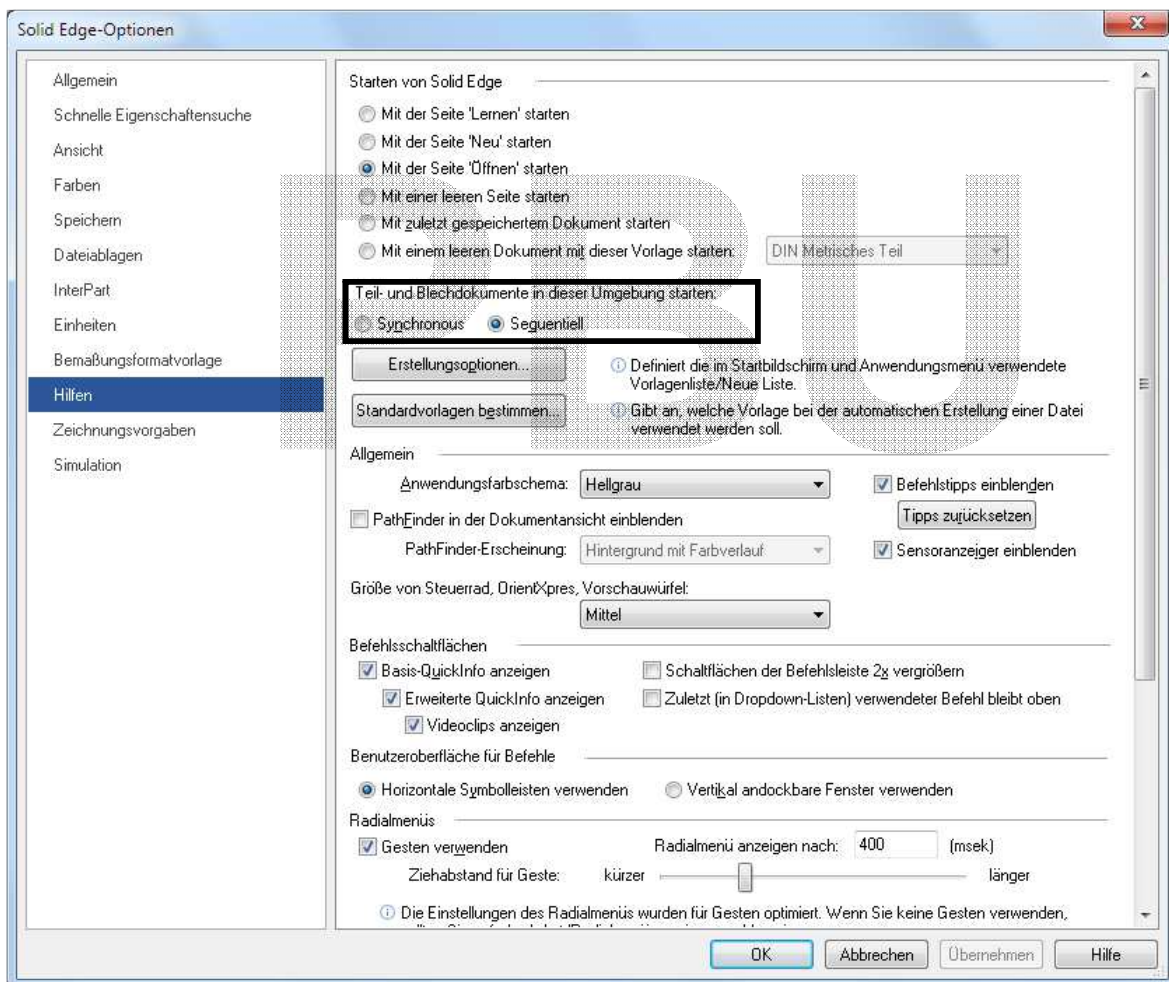 Solid Edge-Optionen
Allgemein
Schnelle Eigenschaftensuche
Ansicht
Farben
Speichern
Dateiablagen
InterPart
Einheiten
Bemaßungsformatvorlage
Hilfen
Zeichnungsvorgaben
Simulation
Starten von Solid Edge
Mit der Seite 'Lernen' starten
Mit der Seite 'Neu' starten
Mit der Seite 'Öffnen' starten
Mit einer leeren Seite starten
Mit zuletzt gespeichertem Dokument starten
Mit einem leeren Dokument mit dieser Vorlage starten: DIN Metrisches Teil
Teil- und Blechdokumente in dieser Umgebung starten:
Synchronous Sequentiell
Erstellungsoptionen... Definiert die im Startbildschirm und Anwendungsmenü verwendete
Vorlagenliste/Neue Liste.
Standardvorlagen bestimmen... Gibt an, welche Vorlage bei der automatischen Erstellung einer Datei
verwendet werden soll.
PBU
Allgemein
Anwendungsfarbschema: Hellgrau Befehlstipps einblenden
Tipps zurücksetzen
PathFinder in der Dokumentansicht einblenden
PathFinder-Erscheinung: Hintergrund mit Farbverlauf Sensoranzeiger einblenden
Größe von Steuerrad, OrientXpres, Vorschauwürfel:
Mittel
Befehlsschaltflächen
Basis-QuickInfo anzeigen Schaltflächen der Befehlsleiste 2x vergrößern
Erweiterte QuickInfo anzeigen Zuletzt (in Dropdown-Listen) verwendeter Befehl bleibt oben
Videoclips anzeigen
Benutzeroberfläche für Befehle
Horizontale Symbolleisten verwenden Vertikal andockbare Fenster verwenden
Radialmenüs
Gesten verwenden Radialmenü anzeigen nach: 400 (msek)
Ziehabstand für Geste: kürzer länger
Die Einstellungen des Radialmenüs wurden für Gesten optimiert. Wenn Sie keine Gesten verwenden,
OK Abbrechen Übernehmen Hilfe